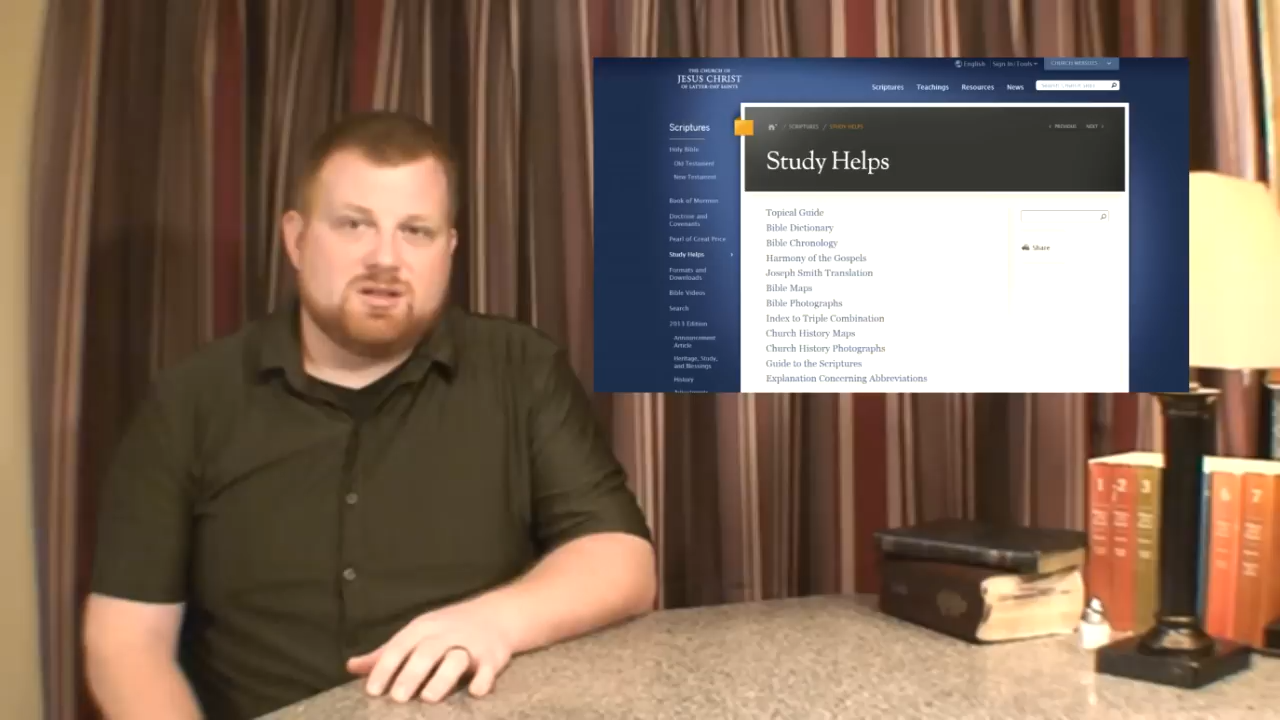 English
Sign In/Tools
CHURCH WEBSITES
THE CHURCH OF
JESUS CHRIST
OF LATTER-DAY SAINTS
Scriptures Teachings Resources News
Scriptures
Holy Bible
Old Testament
New Testament
Book of Mormon
Doctrine and
Covenants
Pearl of Great Price
Study Helps
Formats and
Downloads
Bible Videos
Search
2013 Edition
Announcement
Article
Heritage, Study,
and Blessings
History
/ SCRIPTURES / STUDY HELPS
PREVIOUS NEXT
Study Helps
Topical Guide
Bible Dictionary
Bible Chronology
Harmony of the Gospels
Joseph Smith Translation
Bible Maps
Bible Photographs
Index to Triple Combination
Church History Maps
Church History Photographs
Guide to the Scriptures
Explanation Concerning Abbreviations
Share
1 2 3 6 7